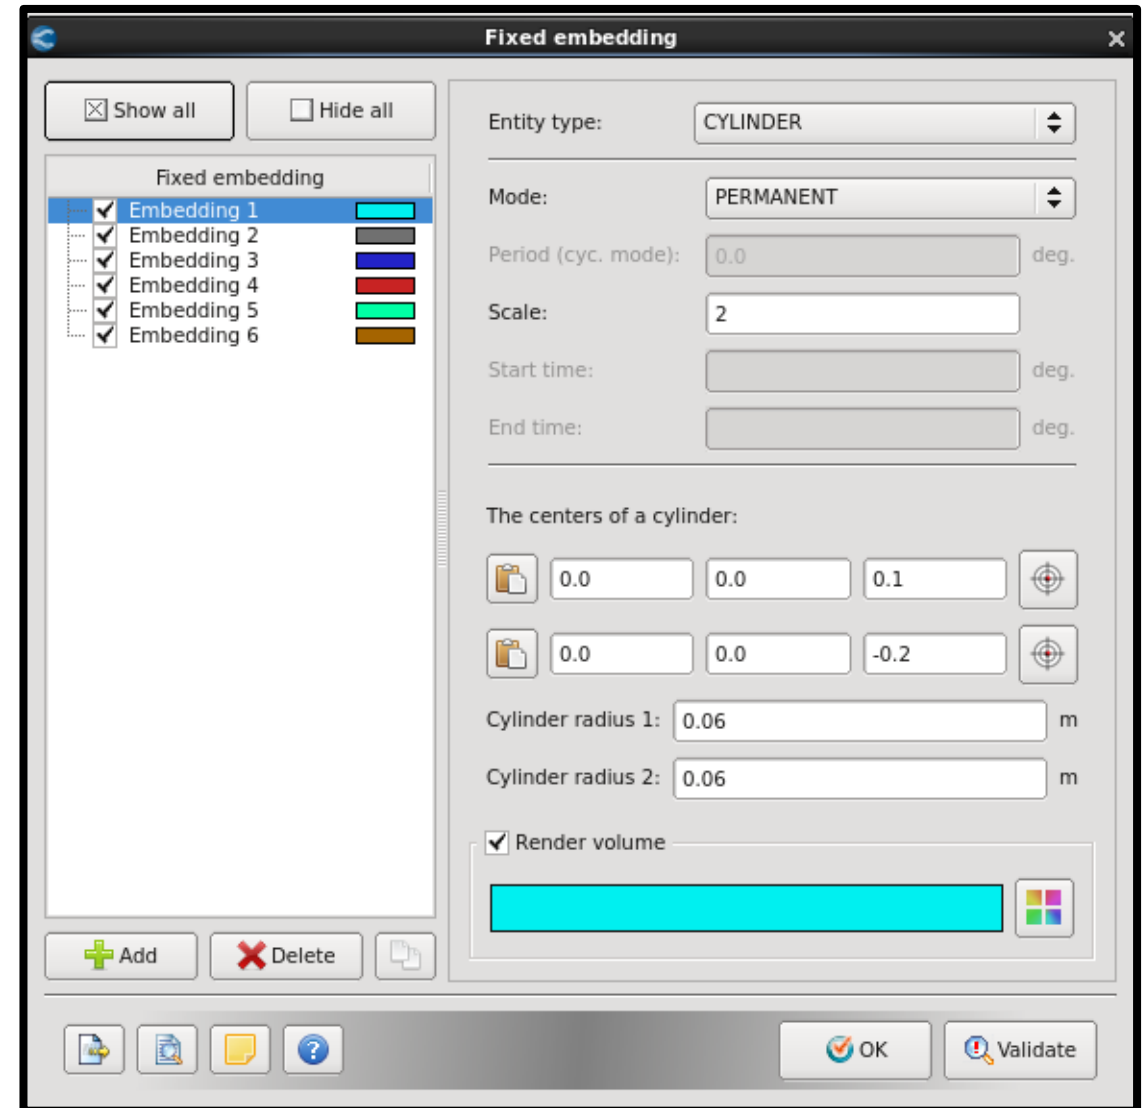 Fixed embedding
Show all
Hide all
Fixed embedding
Embedding 1
Embedding 2
Embedding 3
Embedding 4
Embedding 5
Embedding 6
Add
Delete
Entity type: CYLINDER
Mode: PERMANENT
Period (cyc. mode): 0.0 deg.
Scale: 2
Start time: deg.
End time: deg.
The centers of a cylinder:
0.0 0.0 0.1
0.0 0.0 -0.2
Cylinder radius 1: 0.06 m
Cylinder radius 2: 0.06 m
Render volume
OK
Validate